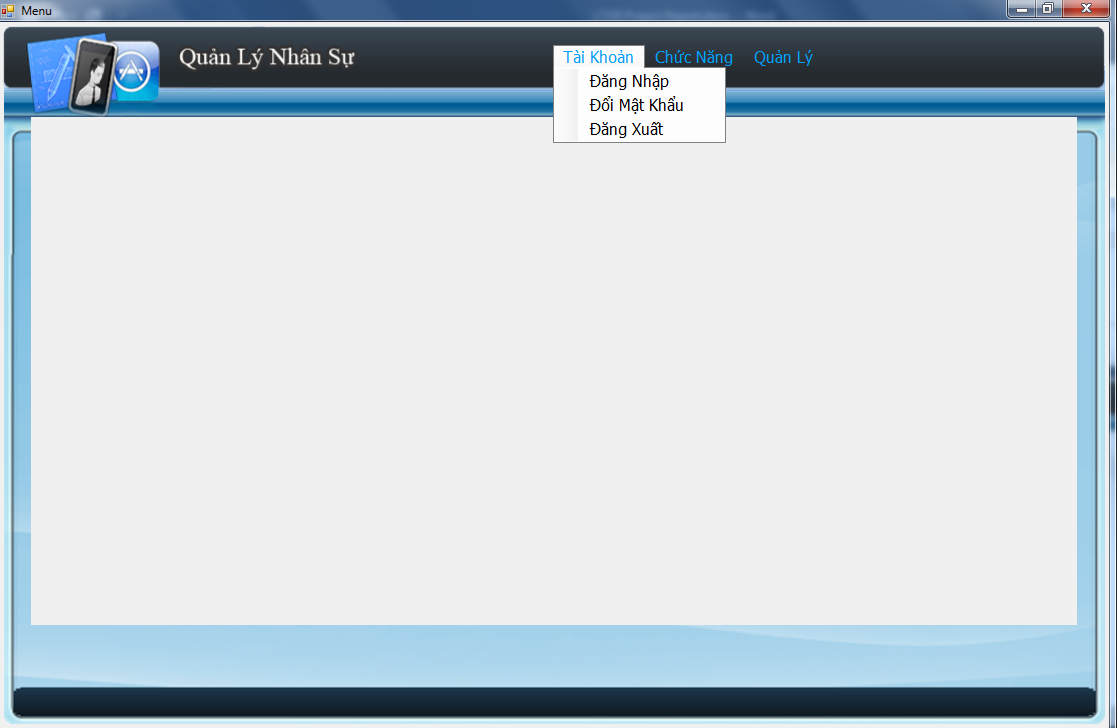 Menu
Quản Lý Nhân Sự
Tài Khoản Chức Năng Quản Lý
Đăng Nhập
Đổi Mật Khẩu
Đăng Xuất